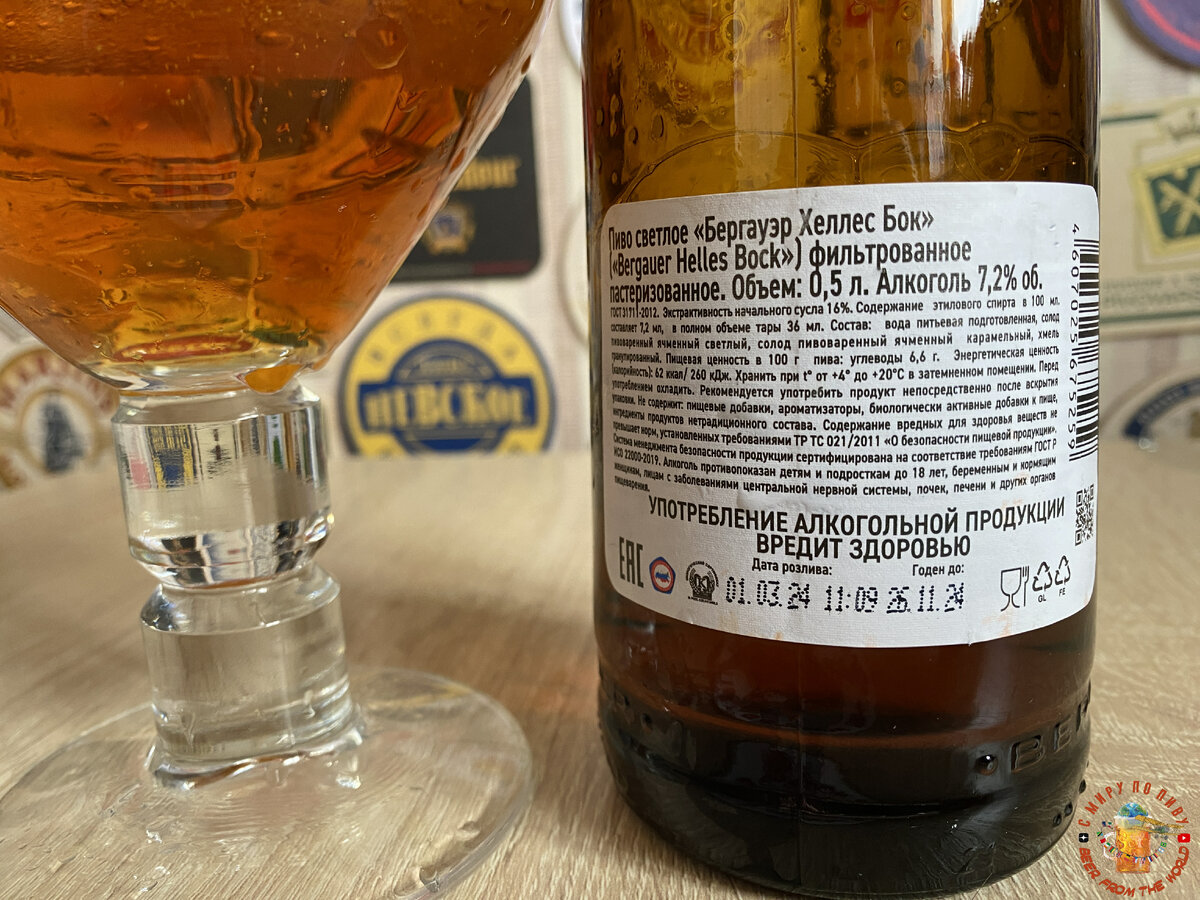 Пиво светлое «Бергауэр Хеллес Бок»
(«Bergauer Helles Bock») фильтрованное
пастеризованное. Объем: 0,5 л. Алкоголь 7,2% об.
ГОСТ 31711-2012. Экстрактивность начального сусла 16%. Содержание этилового спирта в 100 мл.
составляет 7,2 мл, в полном объеме тары 36 мл. Состав: вода питьевая подготовленная, солод
пивоваренный ячменный светлый, солод пивоваренный ячменный карамельный, хмель
гранулированный. Пищевая ценность в 100 г пива: углеводы 6,6 г. Энергетическая ценность
(калорийность): 62 ккал/ 260 кДж. Хранить при t° от +4° до +20°С в затемненном помещении. Перед
употреблением охладить. Рекомендуется употребить продукт непосредственно после вскрытия
упаковки. Не содержит: пищевые добавки, ароматизаторы, биологически активные добавки к пище,
ингредиенты продуктов нетрадиционного состава. Содержание вредных для здоровья веществ не
превышает норм, установленных требованиями ТР ТС 021/2011 «О безопасности пищевой продукции».
Система менеджмента безопасности продукции сертифицирована на соответствие требованиям ГОСТ Р
ИСО 22000-2019. Алкоголь противопоказан детям и подросткам до 18 лет, беременным и кормящим
женщинам, лицам с заболеваниями центральной нервной системы, почек, печени и других органов
пищеварения.
УПОТРЕБЛЕНИЕ АЛКОГОЛЬНОЙ ПРОДУКЦИИ
ВРЕДИТ ЗДОРОВЬЮ
Дата розлива: Годен до:
EAC 01.03.24 11:09 26.11.24
GL FE
4 607025 675259
НЕВСКОЕ
С МИРУ ПО ПИВУ
BEER FROM THE WORLD